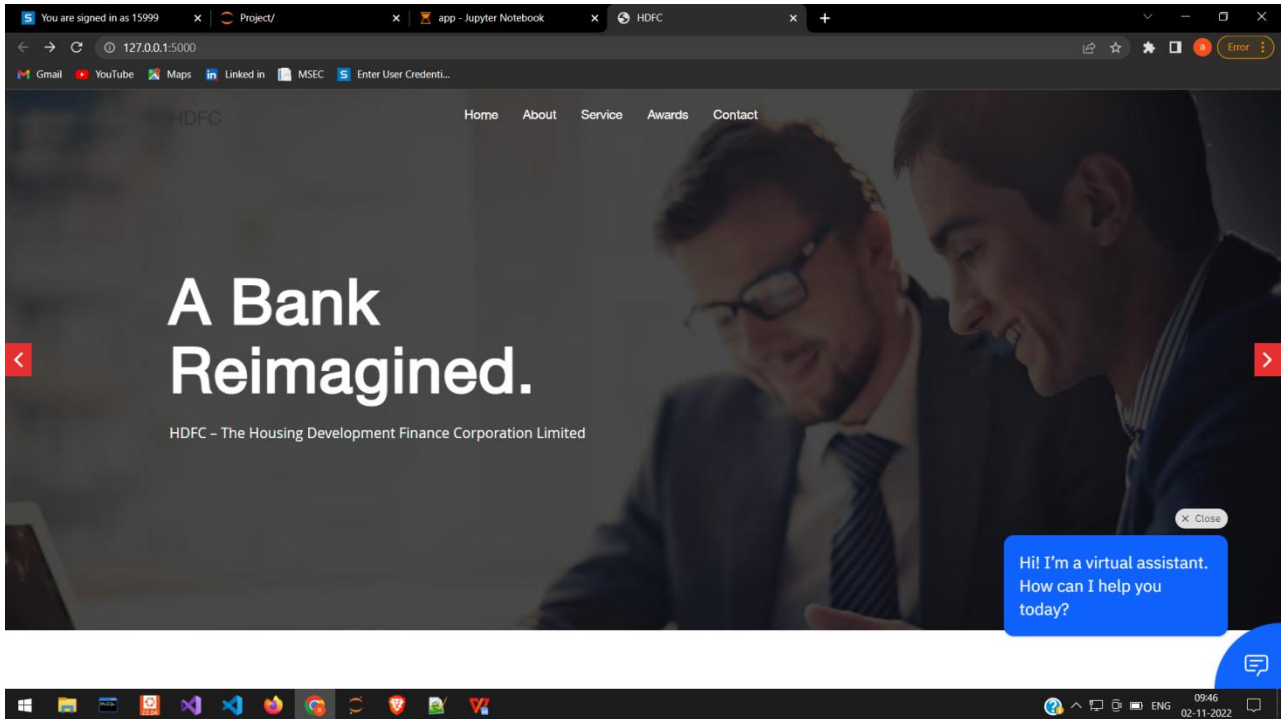 You are signed in as 15999
Project/
app - Jupyter Notebook
HDFC
127.0.0.1:5000
a
Error
Gmail
YouTube
Maps
Linked in
MSEC
Enter User Credenti...
HDFC
Home About Service Awards Contact
A Bank
Reimagined.
HDFC – The Housing Development Finance Corporation Limited
Close
Hi! I'm a virtual assistant.
How can I help you
today?
ENG
09:46
02-11-2022